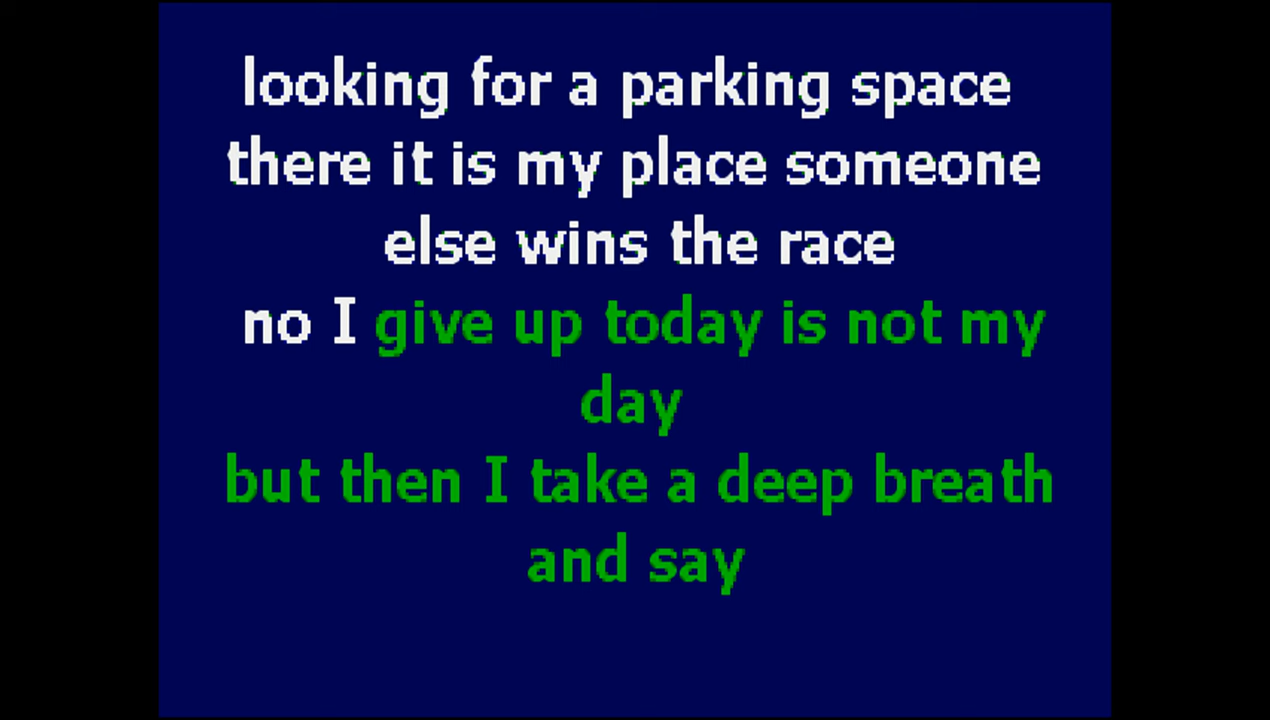 looking for a parking space
there it is my place someone
else wins the race
no I give up today is not my
day
but then I take a deep breath
and say